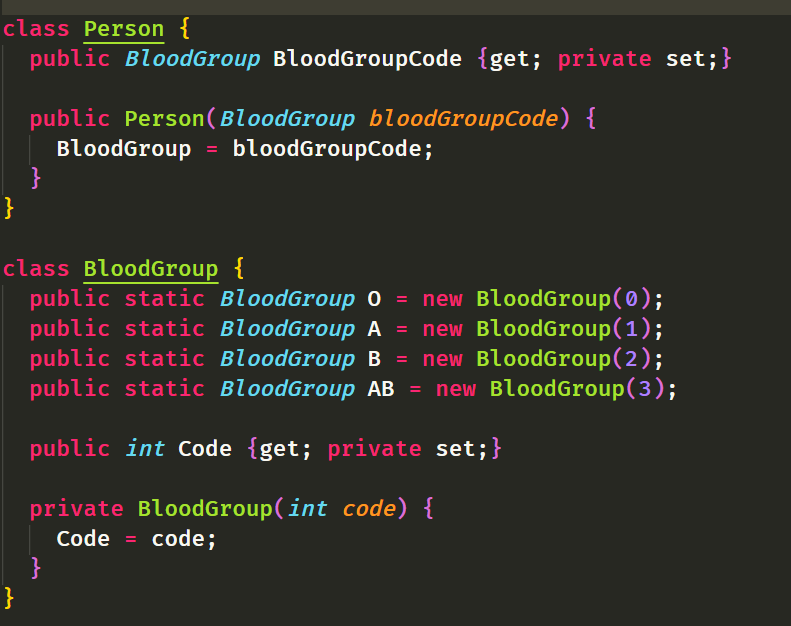 class Person {
  public BloodGroup BloodGroupCode {get; private set;}
  public Person(BloodGroup bloodGroupCode) {
    BloodGroup = bloodGroupCode;
  }
}
class BloodGroup {
  public static BloodGroup O = new BloodGroup(0);
  public static BloodGroup A = new BloodGroup(1);
  public static BloodGroup B = new BloodGroup(2);
  public static BloodGroup AB = new BloodGroup(3);
  public int Code {get; private set;}
  private BloodGroup(int code) {
    Code = code;
  }
}